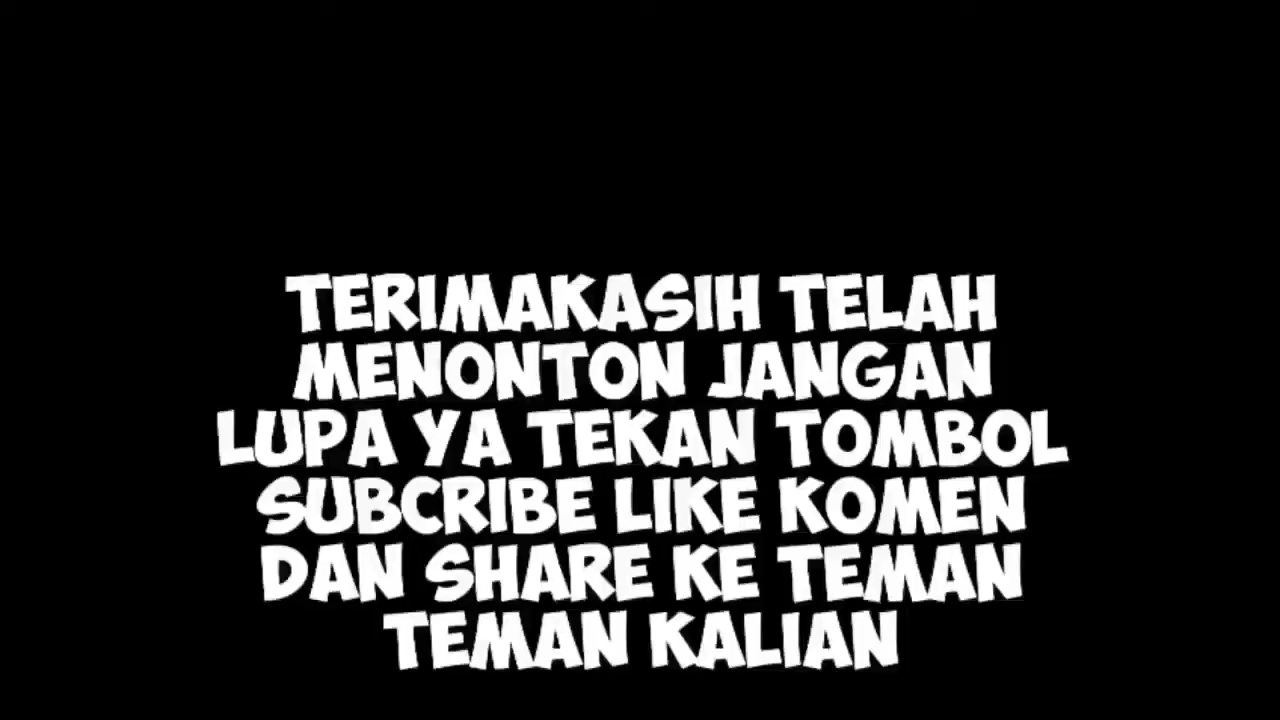 TERIMAKASIH TELAH
MENONTON JANGAN
LUPA YA TEKAN TOMBOL
SUBCRIBE LIKE KOMEN
DAN SHARE KE TEMAN
TEMAN KALIAN